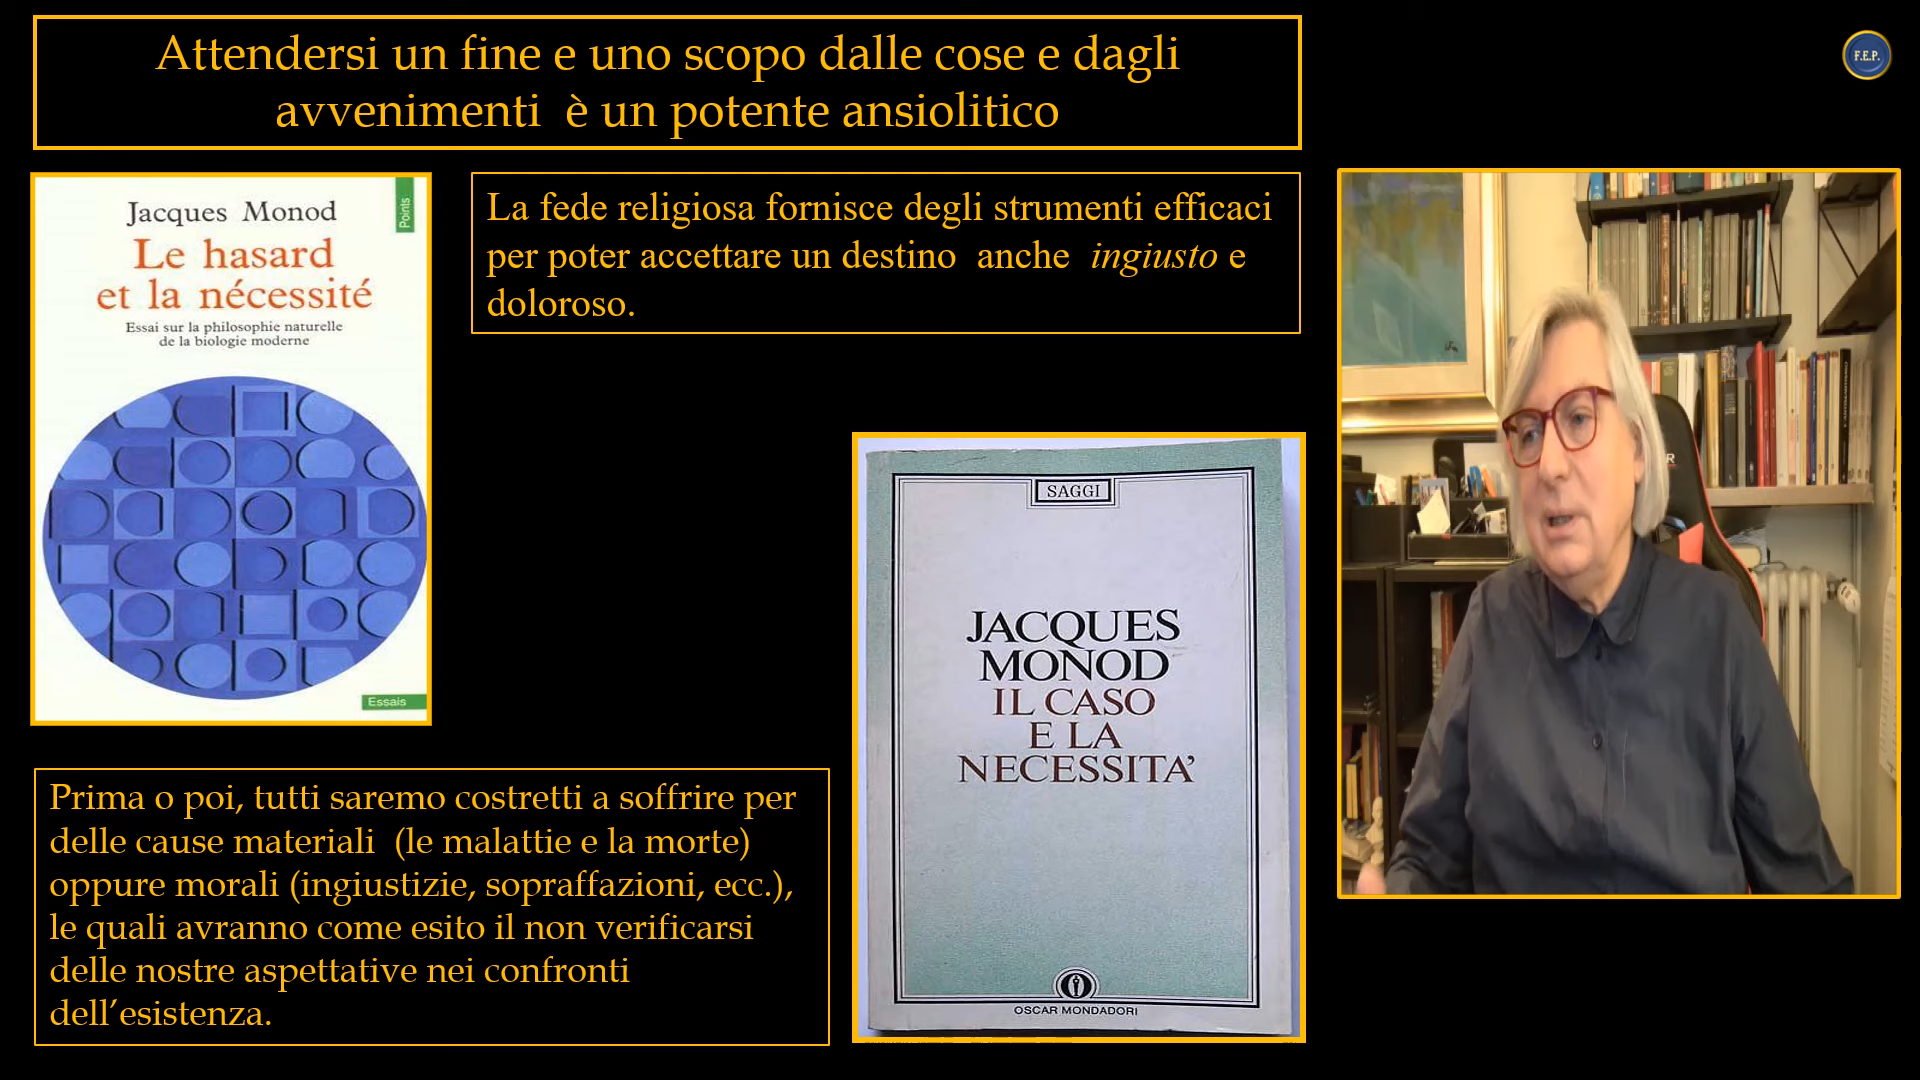 Attendersi un fine e uno scopo dalle cose e dagli
avvenimenti è un potente ansiolitico
F.E.P.
Jacques Monod
Points
Le hasard
et la nécessité
Essai sur la philosophie naturelle
de la biologie moderne
Essais
La fede religiosa fornisce degli strumenti efficaci
per poter accettare un destino anche ingiusto e
doloroso.
SAGGI
JACQUES
MONOD
IL CASO
E LA
NECESSITA’
OSCAR MONDADORI
Prima o poi, tutti saremo costretti a soffrire per
delle cause materiali (le malattie e la morte)
oppure morali (ingiustizie, sopraffazioni, ecc.),
le quali avranno come esito il non verificarsi
delle nostre aspettative nei confronti
dell’esistenza.